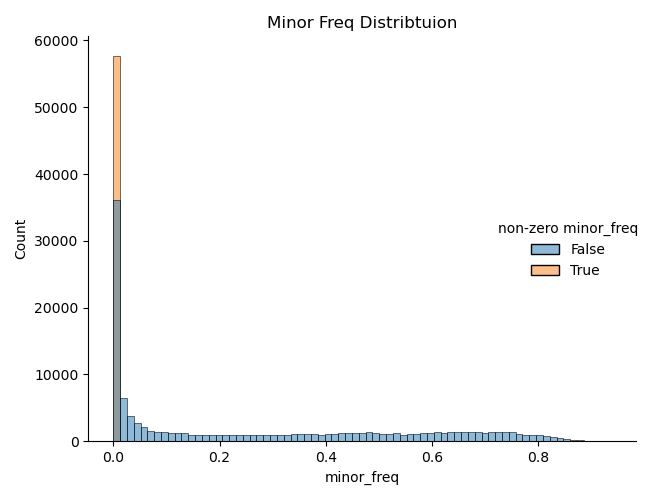 Minor Freq Distribtuion
60000
50000
40000
30000
20000
10000
0
Count
0.0
0.2
0.4
0.6
0.8
minor_freq
non-zero minor_freq
False
True